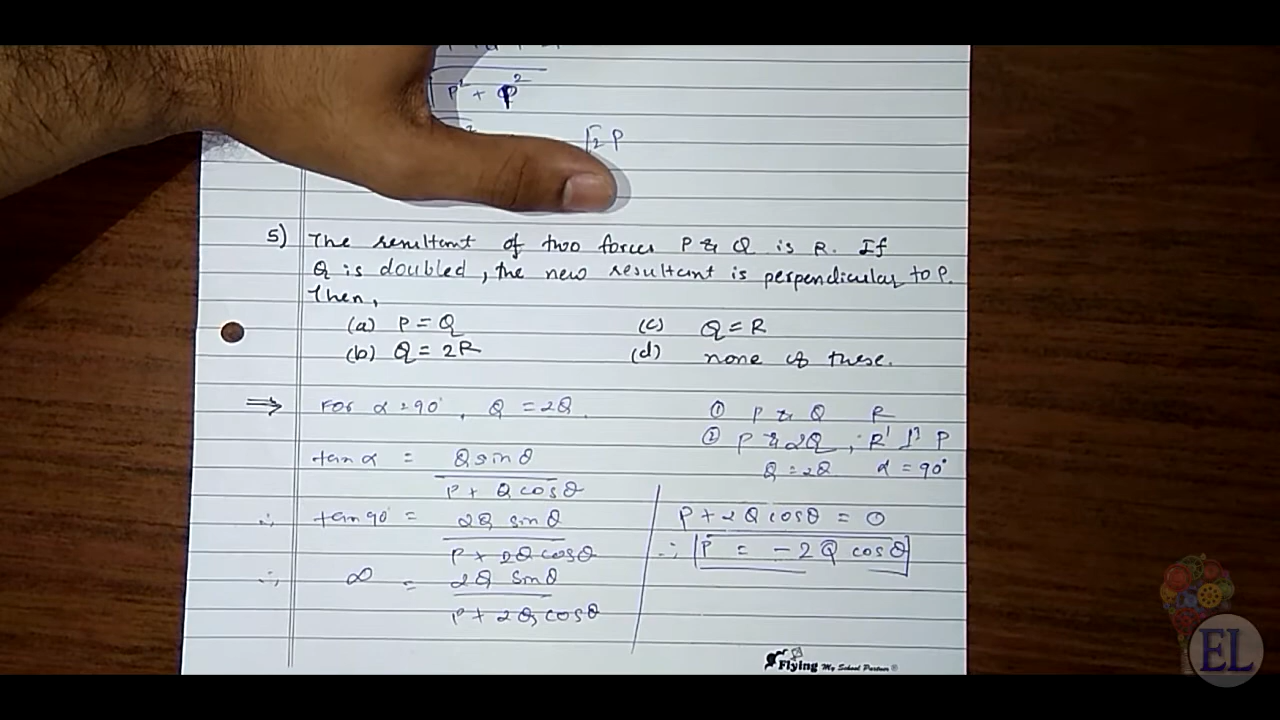 √P² + P²
√2 P
5) The resultant of two forces P & Q is R. If
Q is doubled, the new resultant is perpendicular to P.
Then,
(a) P = Q (c) Q = R
(b) Q = 2R (d) none of these.
⇒ For α = 90°, Q = 2Q. ① P & Q R
② P & 2Q, R' ⊥ P
tan α = Q sin θ Q = 2Q α = 90°
P + Q cos θ
∴ tan 90° = 2Q sin θ P + 2Q cos θ = 0
P + 2Q cos θ ∴ P = - 2 Q cos θ
∴ ∞ = 2Q sin θ
P + 2Q cos θ
Flying My School Partner ®
EL